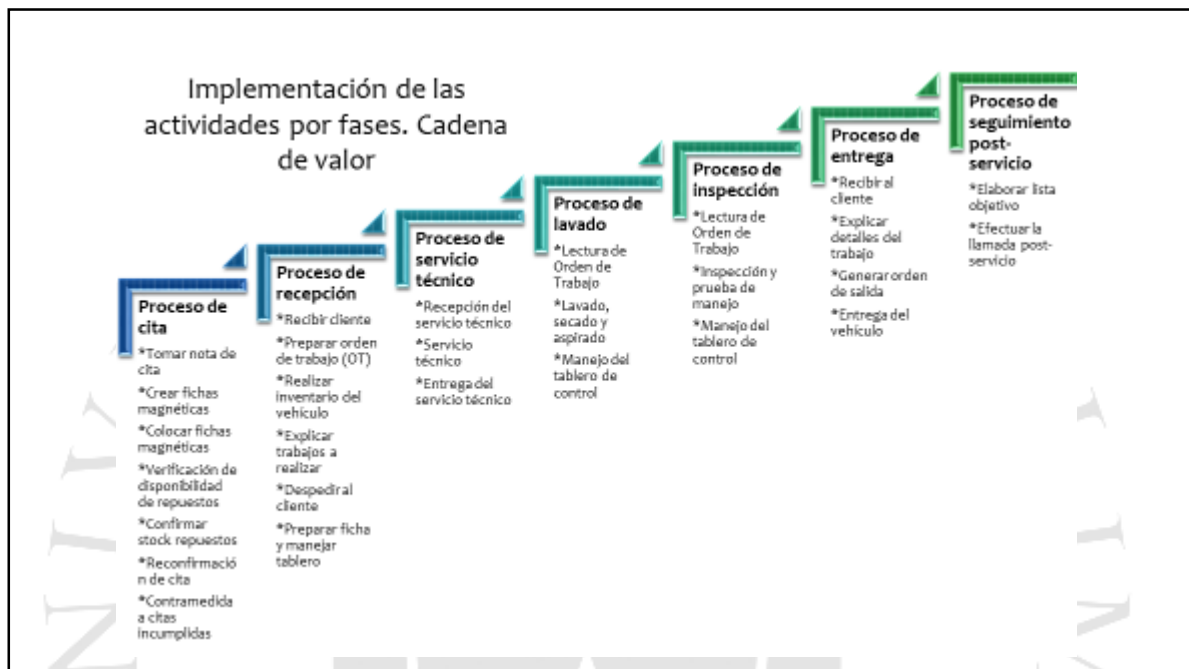 Implementación de las
actividades por fases. Cadena
de valor
Proceso de
cita
*Tomar nota de
cita
*Crear fichas
magnéticas
*Colocar fichas
magnéticas
*Verificación de
disponibilidad
de repuestos
*Confirmar
stock repuestos
*Reconfirmació
n de cita
*Contramedida
a citas
incumplidas
Proceso de
recepción
*Recibir cliente
*Preparar orden
de trabajo (OT)
*Realizar
inventario del
vehículo
*Explicar
trabajos a
realizar
*Despedir al
cliente
*Preparar ficha
y manejar
tablero
Proceso de
servicio
técnico
*Recepción del
servicio técnico
*Servicio
técnico
*Entrega del
servicio técnico
Proceso de
lavado
*Lectura de
Orden de
Trabajo
*Lavado,
secado y
aspirado
*Manejo del
tablero de
control
Proceso de
inspección
*Lectura de
Orden de
Trabajo
*Inspección y
prueba de
manejo
*Manejo del
tablero de
control
Proceso de
entrega
*Recibir al
cliente
*Explicar
detalles del
trabajo
*Generar orden
de salida
*Entrega del
vehículo
Proceso de
seguimiento
post-
servicio
*Elaborar lista
objetivo
*Efectuar la
llamada post-
servicio